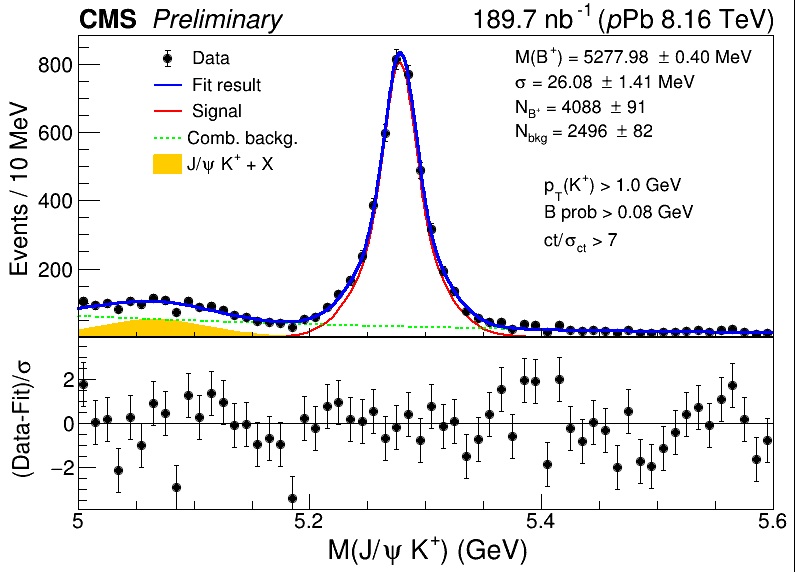 CMS Preliminary 189.7 nb⁻¹ (pPb 8.16 TeV)
Events / 10 MeV
800
600
400
200
Data
Fit result
Signal
Comb. backg.
J/ψ K⁺ + X
M(B⁺) = 5277.98 ± 0.40 MeV
σ = 26.08 ± 1.41 MeV
N_B⁺ = 4088 ± 91
N_bkg = 2496 ± 82
p_T(K⁺) > 1.0 GeV
B prob > 0.08 GeV
ct/σ_ct > 7
(Data-Fit)/σ
2
0
−2
5 5.2 5.4 5.6
M(J/ψ K⁺) (GeV)